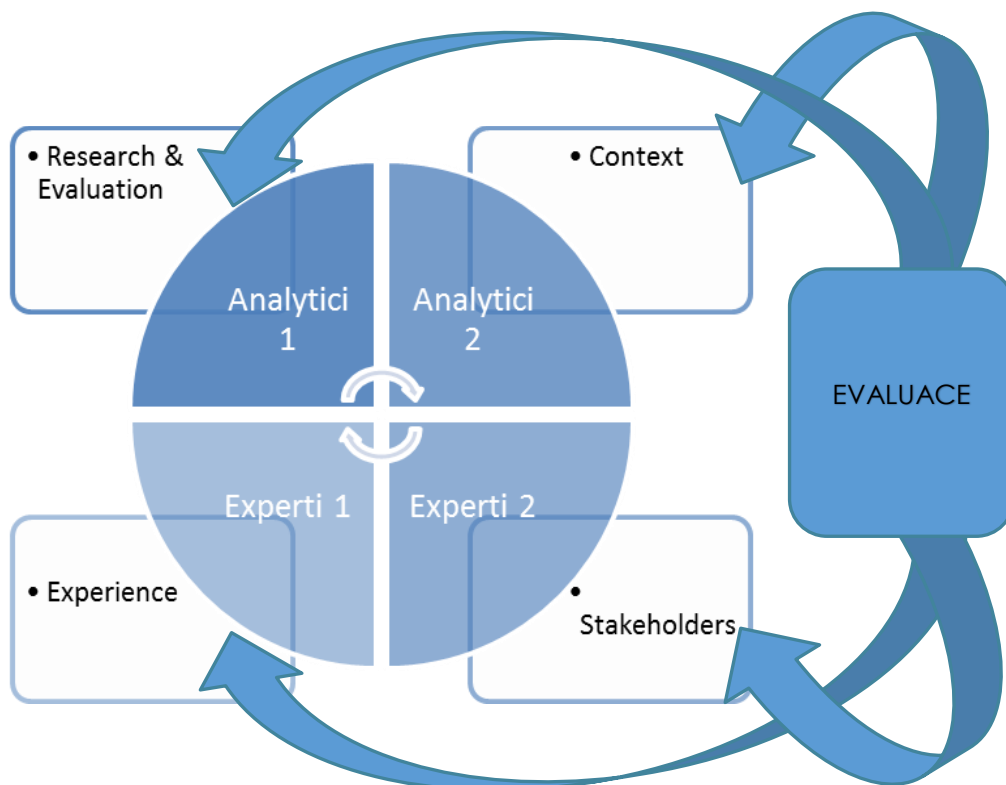 • Research &
Evaluation
• Context
Analytici
1
Analytici
2
EVALUACE
Experti 1
Experti 2
• Experience
•
Stakeholders